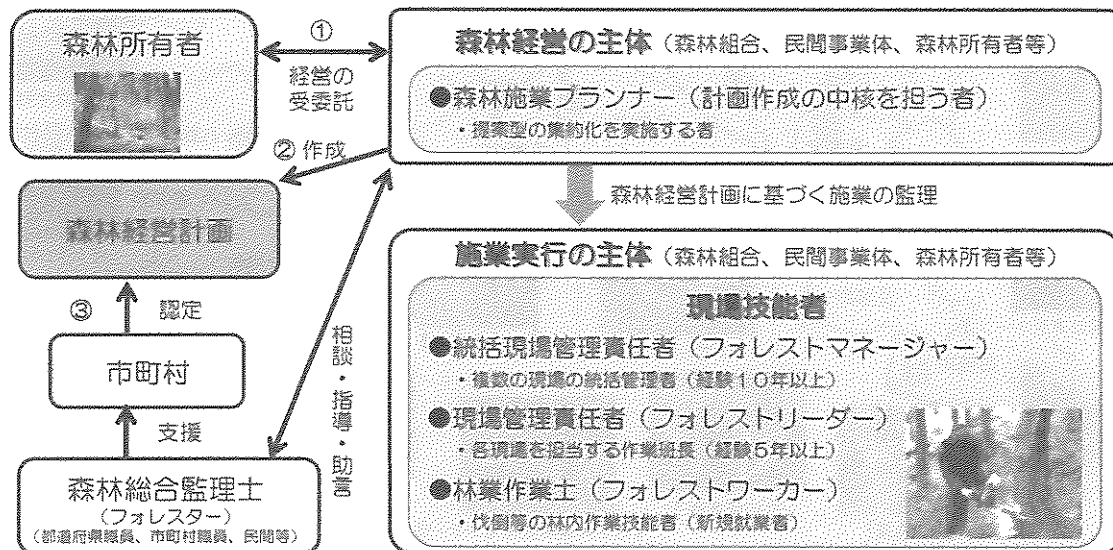 森林所有者
①
経営の
受委託
森林経営の主体（森林組合、民間事業体、森林所有者等）
●森林施業プランナー（計画作成の中核を担う者）
・提案型の集約化を実施する者
② 作成
森林経営計画に基づく施業の監理
森林経営計画
③ 認定
市町村
支援
森林総合監理士
（フォレスター）
（都道府県職員、市町村職員、民間等）
相談・指導・助言
施業実行の主体（森林組合、民間事業体、森林所有者等）
現場技能者
●統括現場管理責任者（フォレストマネージャー）
・複数の現場の統括管理者（経験１０年以上）
●現場管理責任者（フォレストリーダー）
・各現場を担当する作業班長（経験５年以上）
●林業作業士（フォレストワーカー）
・伐倒等の林内作業技能者（新規就業者）